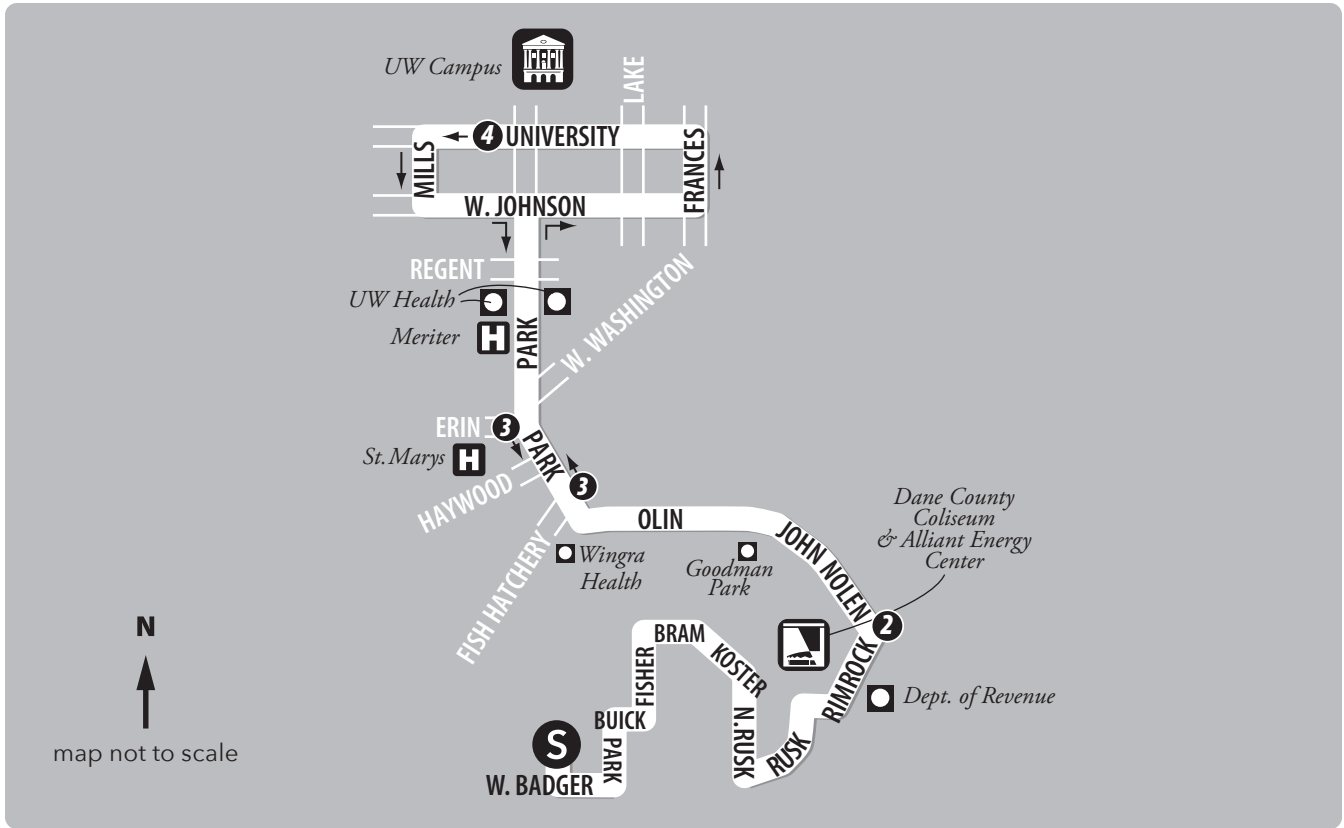 UW Campus
LAKE
4
UNIVERSITY
MILLS
FRANCES
W. JOHNSON
REGENT
UW Health
Meriter
H
PARK
W. WASHINGTON
ERIN
3
PARK
St. Marys
H
3
HAYWOOD
FISH HATCHERY
OLIN
Wingra
Health
Goodman
Park
JOHN NOLEN
Dane County
Coliseum
& Alliant Energy
Center
2
RIMROCK
Dept. of Revenue
BRAM
KOSTER
FISHER
BUICK
PARK
N. RUSK
RUSK
S
W. BADGER
N
map not to scale